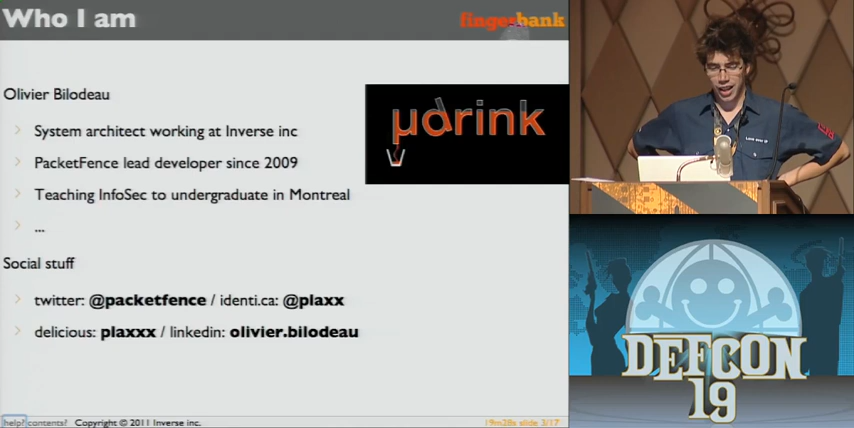 Who I am
fingerbank
Olivier Bilodeau
System architect working at Inverse inc
PacketFence lead developer since 2009
Teaching InfoSec to undergraduate in Montreal
...
µdrink
Social stuff
twitter: @packetfence / identi.ca: @plaxx
delicious: plaxxx / linkedin: olivier.bilodeau
help? contents? Copyright © 2011 Inverse inc.
19m28s slide 3/17
DEFCON
19